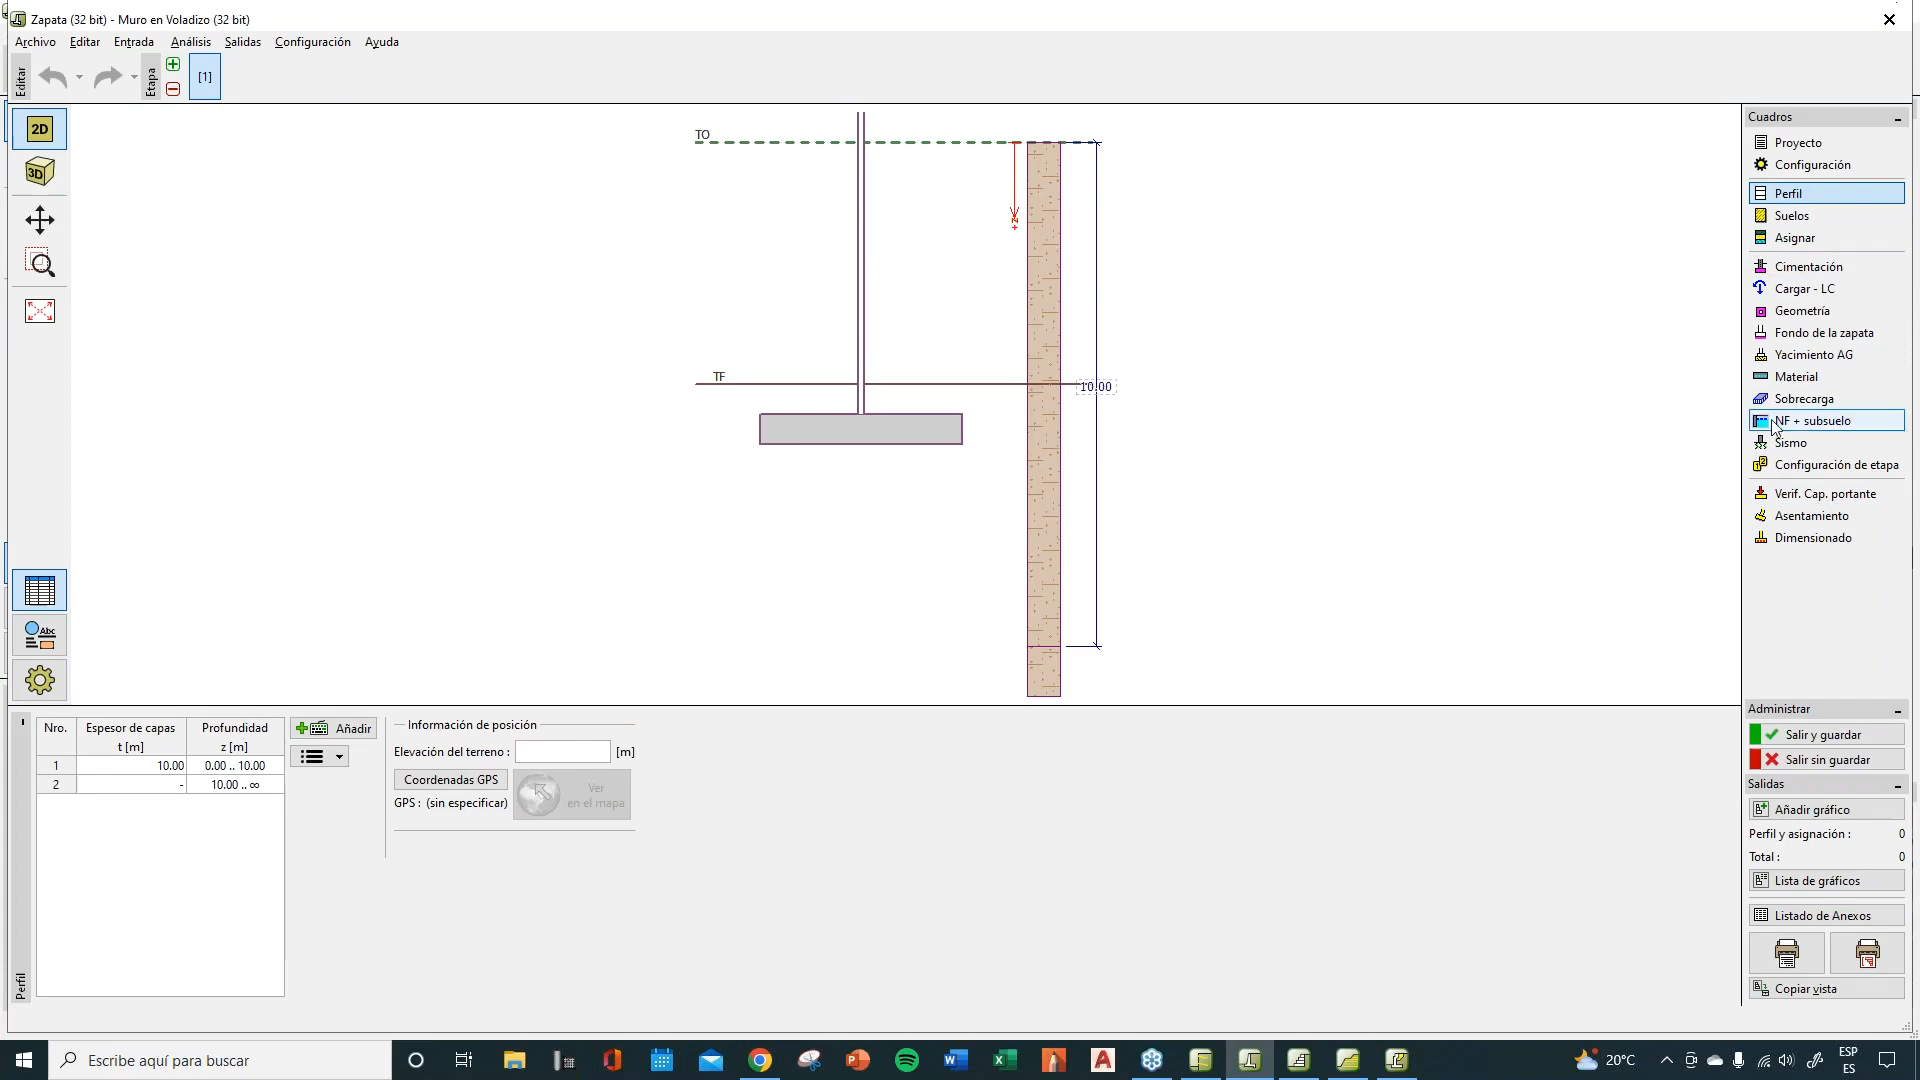 Zapata (32 bit) - Muro en Voladizo (32 bit)
Archivo Editar Entrada Análisis Salidas Configuración Ayuda
Editar
Etapa
[1]
2D
3D
TO
+z
TF
10.00
Abc
Cuadros
Proyecto
Configuración
Perfil
Suelos
Asignar
Cimentación
Cargar - LC
Geometría
Fondo de la zapata
Yacimiento AG
Material
Sobrecarga
NF + subsuelo
Sismo
Configuración de etapa
Verif. Cap. portante
Asentamiento
Dimensionado
Administrar
Salir y guardar
Salir sin guardar
Salidas
Añadir gráfico
Perfil y asignación : 0
Total : 0
Lista de gráficos
Listado de Anexos
Copiar vista
Perfil
Nro. Espesor de capas Profundidad
t [m] z [m]
1 10.00 0.00 .. 10.00
2 - 10.00 .. ∞
Añadir
Información de posición
Elevación del terreno : [m]
Coordenadas GPS
GPS : (sin especificar)
Ver
en el mapa
Escribe aquí para buscar
20°C
ESP
ES